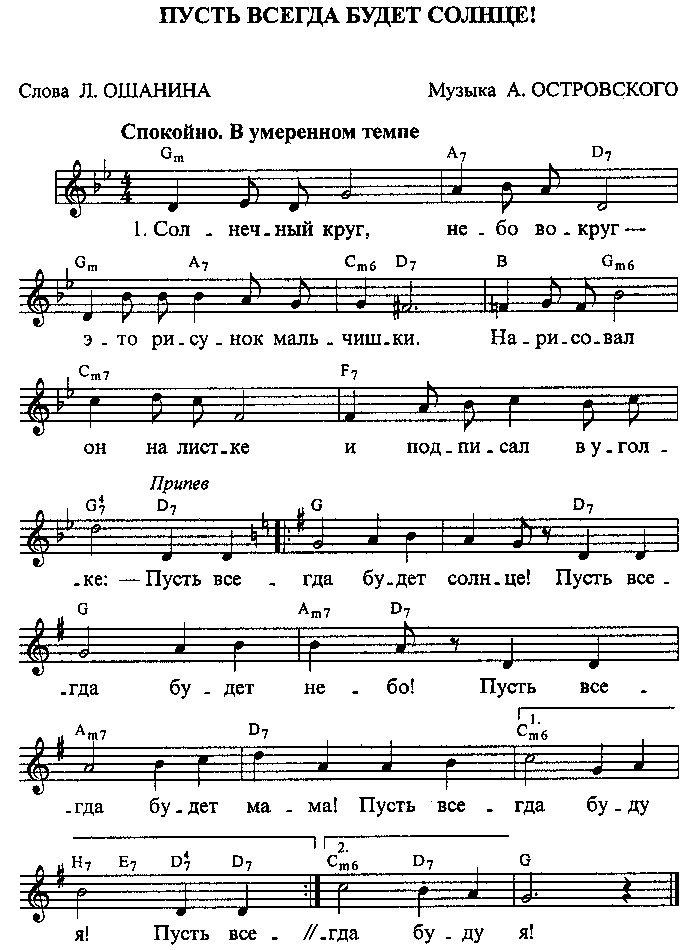 ПУСТЬ ВСЕГДА БУДЕТ СОЛНЦЕ!
Слова Л. ОШАНИНА Музыка А. ОСТРОВСКОГО
Спокойно. В умеренном темпе
Gm A7 D7
4 4
1. Сол - неч - ный круг, не - бо во - круг —
Gm A7 Cm6 D7 B Gm6
э - то ри - су - нок маль - чиш - ки. На - ри - со - вал
Cm7 F7
он на лист - ке и под - пи - сал в у - гол -
Припев
G7 4 D7 G D7
- ке: — Пусть все - гда бу - дет солн - це! Пусть все -
G Am7 D7
- гда бу - дет не - бо! Пусть все -
1.
Am7 D7 Cm6
- гда бу - дет ма - ма! Пусть все - гда бу - ду
2.
H7 E7 D7 4 D7 Cm6 D7 G
я! Пусть все - // - гда бу - ду я!